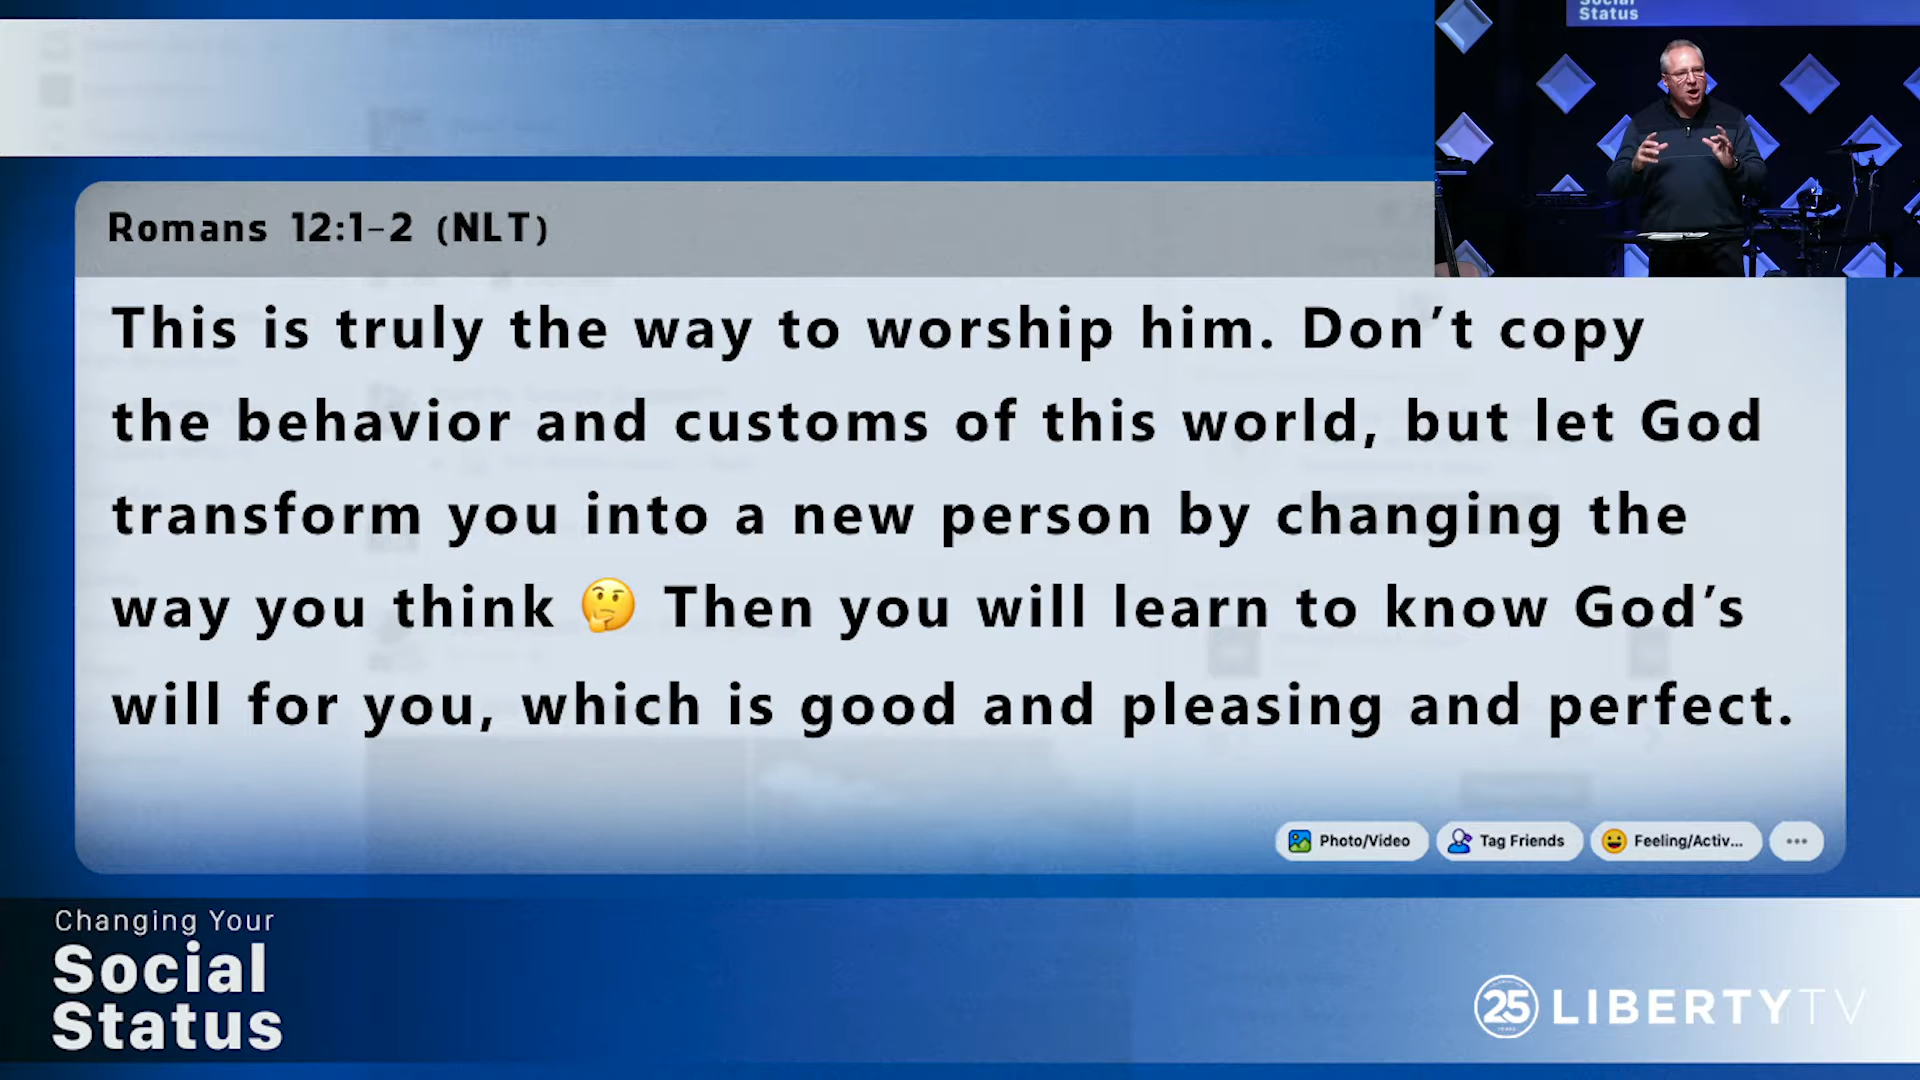 Social
Status
Romans 12:1-2 (NLT)
This is truly the way to worship him. Don’t copy
the behavior and customs of this world, but let God
transform you into a new person by changing the
way you think 🤔 Then you will learn to know God’s
will for you, which is good and pleasing and perfect.
Photo/Video
Tag Friends
Feeling/Activ...
Changing Your
Social
Status
25
YEARS
LIBERTYTV